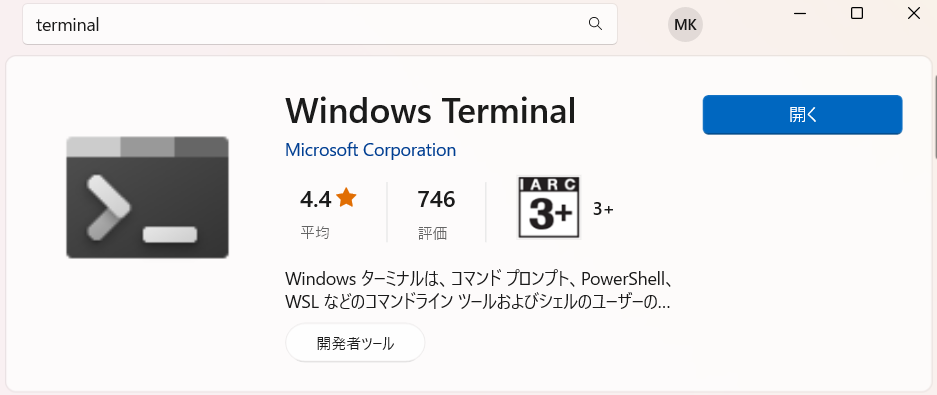 terminal
MK
Windows Terminal
開く
Microsoft Corporation
4.4
平均
746
評価
IARC
3+
3+
Windows ターミナルは、コマンド プロンプト、PowerShell、
WSL などのコマンドライン ツールおよびシェルのユーザーの...
開発者ツール